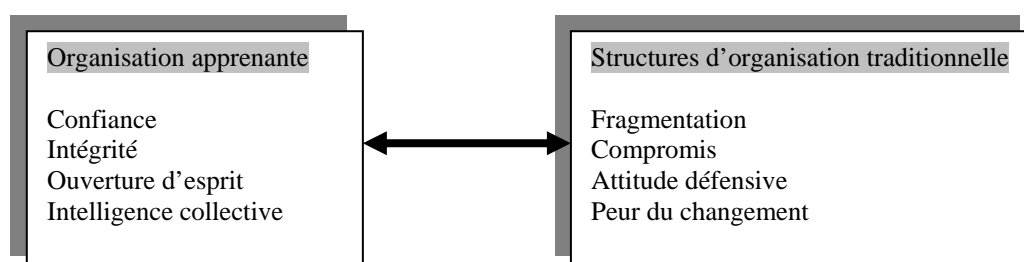 Organisation apprenante
Confiance
Intégrité
Ouverture d'esprit
Intelligence collective
Structures d'organisation traditionnelle
Fragmentation
Compromis
Attitude défensive
Peur du changement